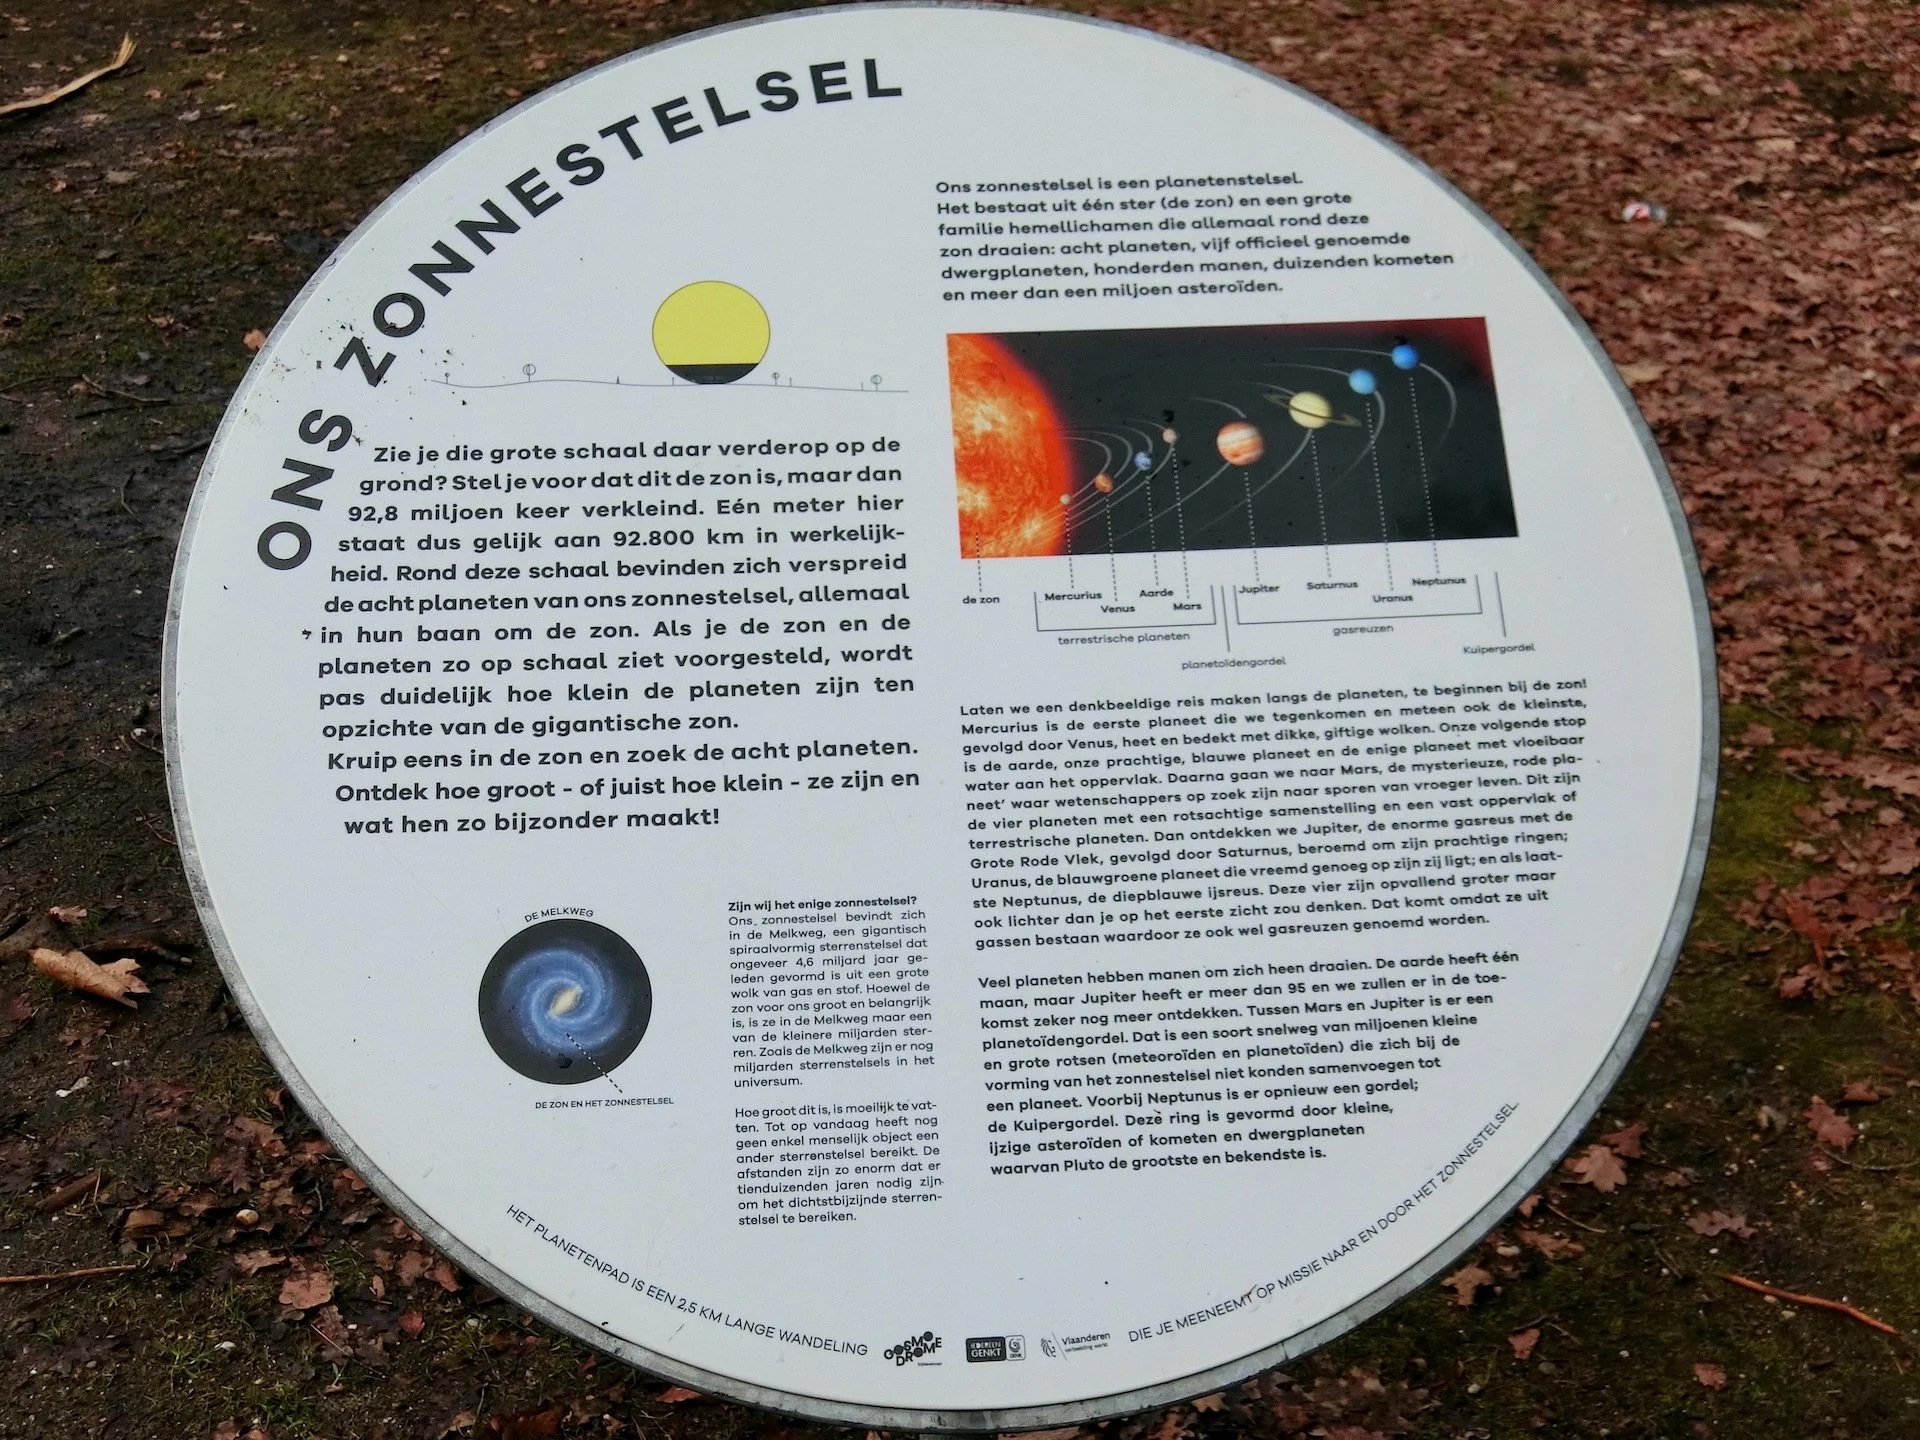 ONS ZONNESTELSEL
Zie je die grote schaal daar verderop op de
grond? Stel je voor dat dit de zon is, maar dan
92,8 miljoen keer verkleind. Eén meter hier
staat dus gelijk aan 92.800 km in werkelijk-
heid. Rond deze schaal bevinden zich verspreid
de acht planeten van ons zonnestelsel, allemaal
in hun baan om de zon. Als je de zon en de
planeten zo op schaal ziet voorgesteld, wordt
pas duidelijk hoe klein de planeten zijn ten
opzichte van de gigantische zon.
Kruip eens in de zon en zoek de acht planeten.
Ontdek hoe groot - of juist hoe klein - ze zijn en
wat hen zo bijzonder maakt!
DE MELKWEG
DE ZON EN HET ZONNESTELSEL
Zijn wij het enige zonnestelsel?
Ons zonnestelsel bevindt zich
in de Melkweg, een gigantisch
spiraalvormig sterrenstelsel dat
ongeveer 4,6 miljard jaar ge-
leden gevormd is uit een grote
wolk van gas en stof. Hoewel de
zon voor ons groot en belangrijk
is, is ze in de Melkweg maar een
van de kleinere miljarden ster-
ren. Zoals de Melkweg zijn er nog
miljarden sterrenstelsels in het
universum.
Hoe groot dit is, is moeilijk te vat-
ten. Tot op vandaag heeft nog
geen enkel menselijk object een
ander sterrenstelsel bereikt. De
afstanden zijn zo enorm dat er
tienduizenden jaren nodig zijn
om het dichtstbijzijnde sterren-
stelsel te bereiken.
Ons zonnestelsel is een planetenstelsel.
Het bestaat uit één ster (de zon) en een grote
familie hemellichamen die allemaal rond deze
zon draaien: acht planeten, vijf officieel genoemde
dwergplaneten, honderden manen, duizenden kometen
en meer dan een miljoen asteroïden.
de zon
Mercurius
Venus
Aarde
Mars
Jupiter
Saturnus
Uranus
Neptunus
terrestrische planeten
planetoïdengordel
gasreuzen
Kuipergordel
Laten we een denkbeeldige reis maken langs de planeten, te beginnen bij de zon!
Mercurius is de eerste planeet die we tegenkomen en meteen ook de kleinste,
gevolgd door Venus, heet en bedekt met dikke, giftige wolken. Onze volgende stop
is de aarde, onze prachtige, blauwe planeet en de enige planeet met vloeibaar
water aan het oppervlak. Daarna gaan we naar Mars, de mysterieuze, rode pla-
neet' waar wetenschappers op zoek zijn naar sporen van vroeger leven. Dit zijn
de vier planeten met een rotsachtige samenstelling en een vast oppervlak of
terrestrische planeten. Dan ontdekken we Jupiter, de enorme gasreus met de
Grote Rode Vlek, gevolgd door Saturnus, beroemd om zijn prachtige ringen;
Uranus, de blauwgroene planeet die vreemd genoeg op zijn zij ligt; en als laat-
ste Neptunus, de diepblauwe ijsreus. Deze vier zijn opvallend groter maar
ook lichter dan je op het eerste zicht zou denken. Dat komt omdat ze uit
gassen bestaan waardoor ze ook wel gasreuzen genoemd worden.
Veel planeten hebben manen om zich heen draaien. De aarde heeft één
maan, maar Jupiter heeft er meer dan 95 en we zullen er in de toe-
komst zeker nog meer ontdekken. Tussen Mars en Jupiter is er een
planetoïdengordel. Dat is een soort snelweg van miljoenen kleine
en grote rotsen (meteoroïden en planetoïden) die zich bij de
vorming van het zonnestelsel niet konden samenvoegen tot
een planeet. Voorbij Neptunus is er opnieuw een gordel;
de Kuipergordel. Deze ring is gevormd door kleine,
ijzige asteroïden of kometen en dwergplaneten
waarvan Pluto de grootste en bekendste is.
HET PLANETENPAD IS EEN 2,5 KM LANGE WANDELING
COSMODROME
IEDEREEN GENKT
Vlaanderen
verbeelding werkt
DIE JE MEENEEMT OP MISSIE NAAR EN DOOR HET ZONNESTELSEL.